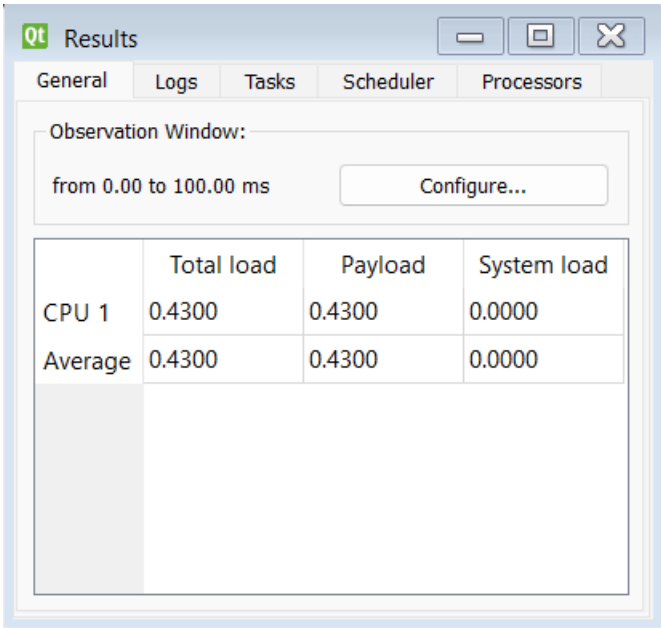 Qt Results
General Logs Tasks Scheduler Processors
Observation Window:
from 0.00 to 100.00 ms Configure...
Total load Payload System load
CPU 1 0.4300 0.4300 0.0000
Average 0.4300 0.4300 0.0000